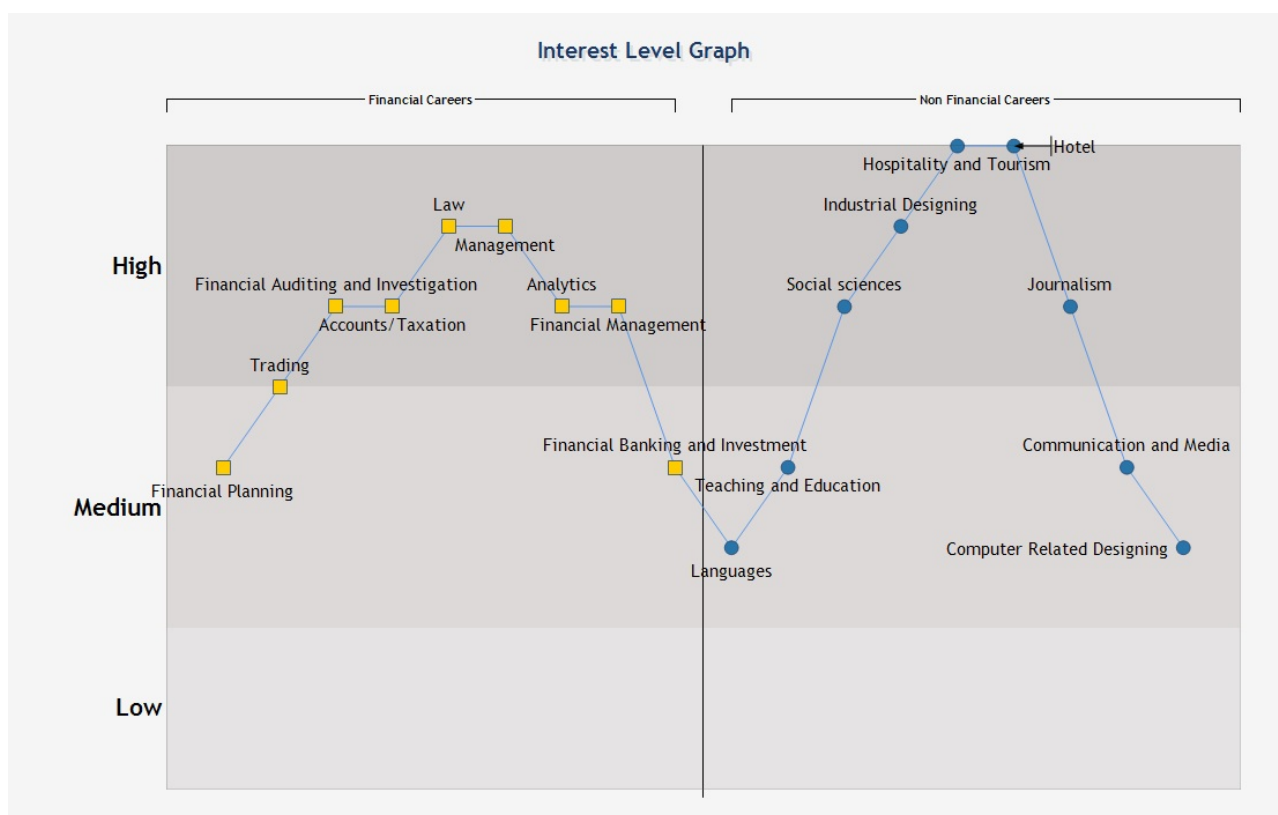 Interest Level Graph
Financial Careers
Non Financial Careers
Hotel
Hospitality and Tourism
Law
Industrial Designing
Management
High
Financial Auditing and Investigation
Analytics
Social sciences
Journalism
Accounts/Taxation
Financial Management
Trading
Financial Banking and Investment
Communication and Media
Teaching and Education
Financial Planning
Medium
Computer Related Designing
Languages
Low